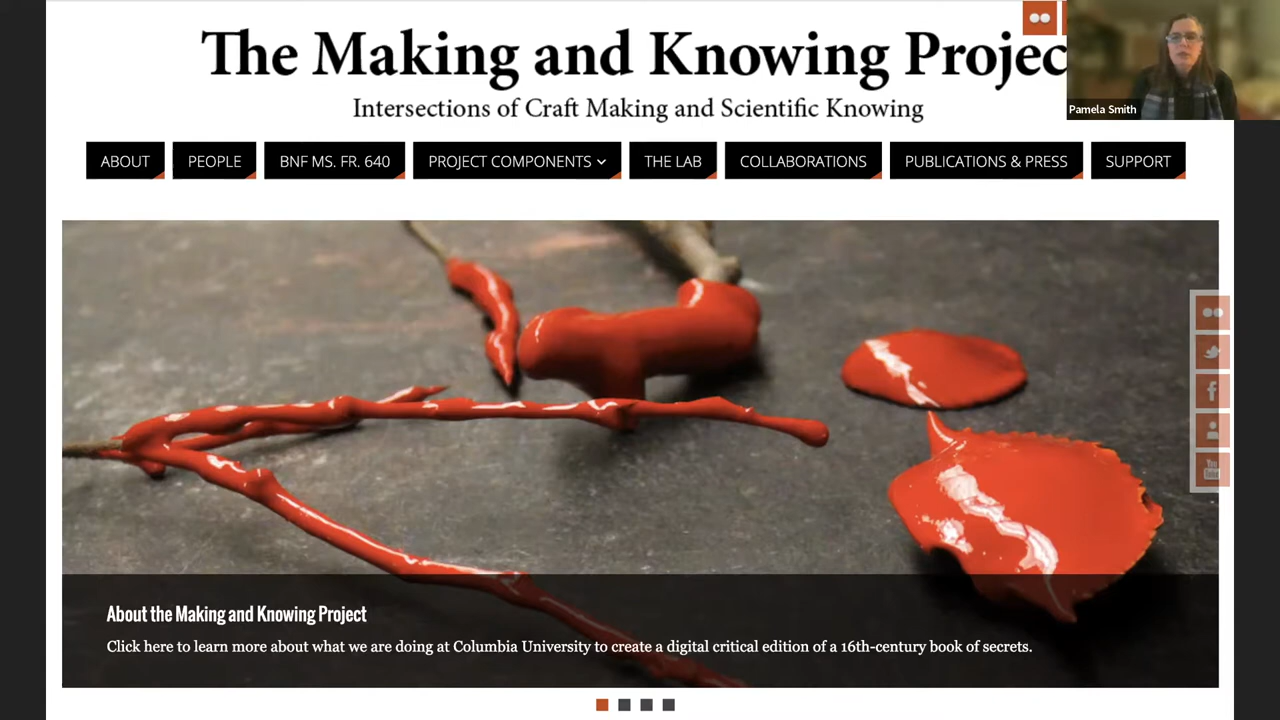 The Making and Knowing Projec
Intersections of Craft Making and Scientific Knowing
Pamela Smith
ABOUT PEOPLE BNF MS. FR. 640 PROJECT COMPONENTS THE LAB COLLABORATIONS PUBLICATIONS & PRESS SUPPORT
You
Tube
About the Making and Knowing Project
Click here to learn more about what we are doing at Columbia University to create a digital critical edition of a 16th-century book of secrets.